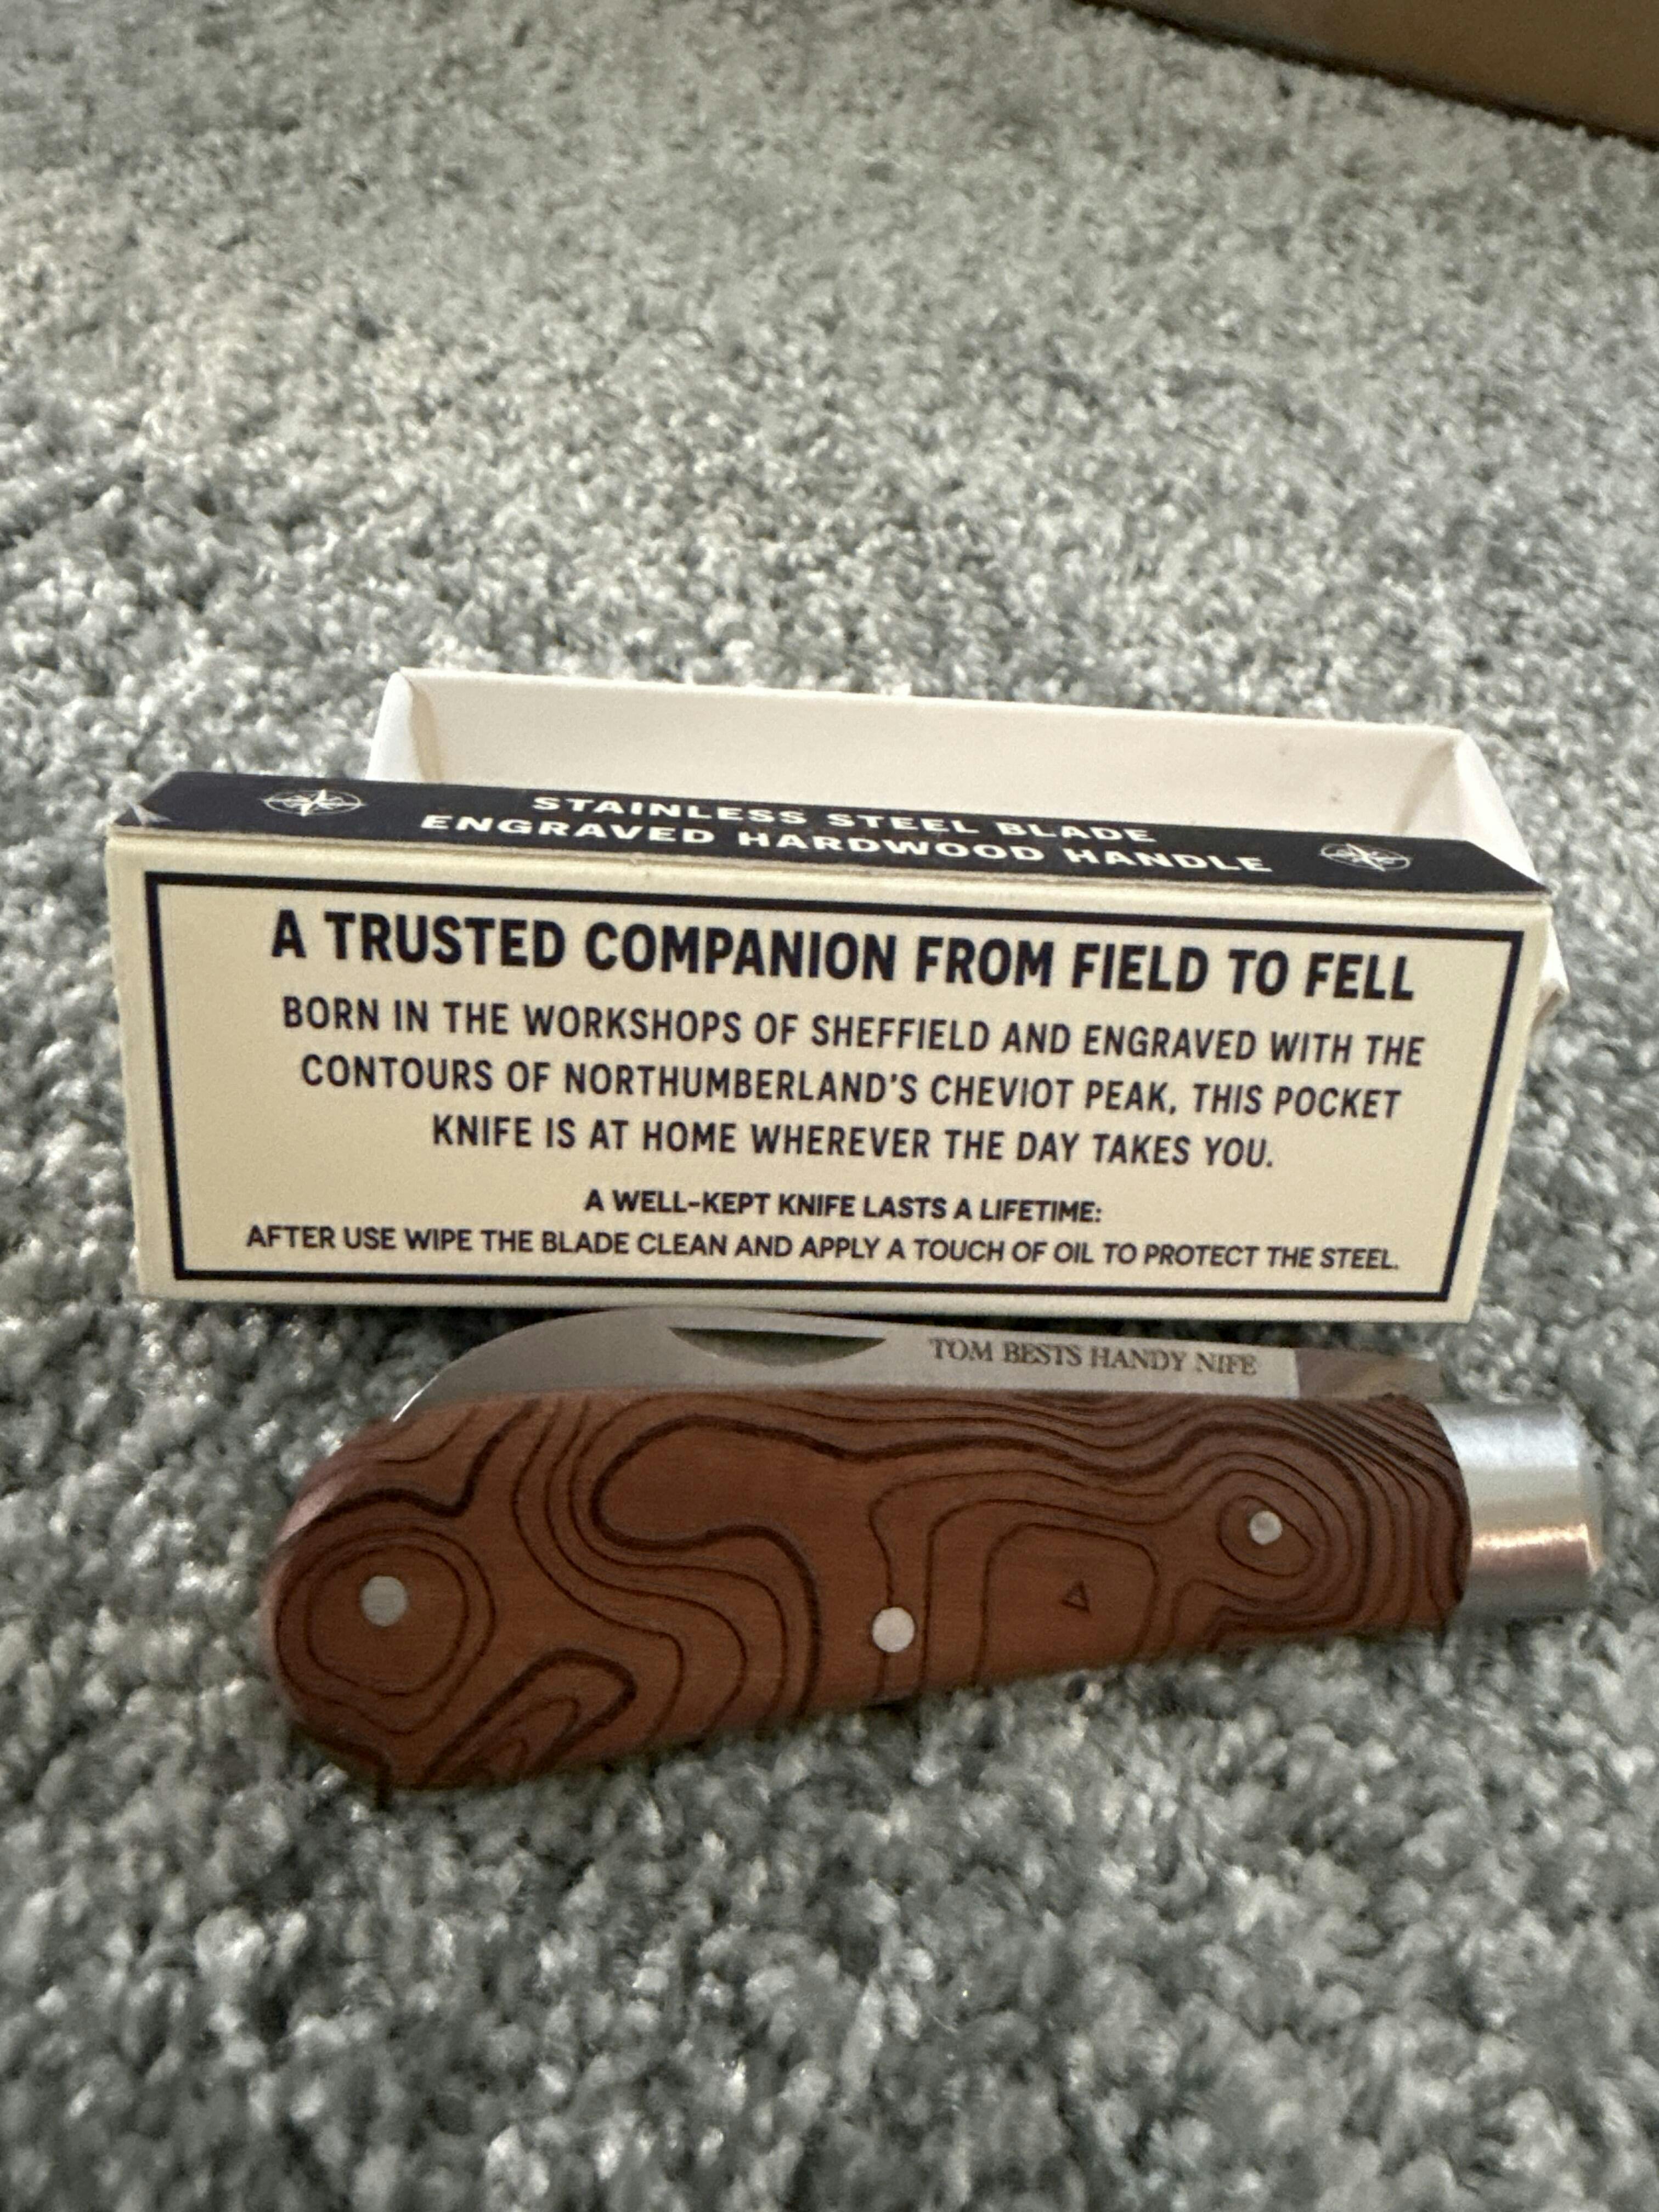 STAINLESS STEEL BLADE
ENGRAVED HARDWOOD HANDLE
A TRUSTED COMPANION FROM FIELD TO FELL
BORN IN THE WORKSHOPS OF SHEFFIELD AND ENGRAVED WITH THE
CONTOURS OF NORTHUMBERLAND'S CHEVIOT PEAK, THIS POCKET
KNIFE IS AT HOME WHEREVER THE DAY TAKES YOU.
A WELL-KEPT KNIFE LASTS A LIFETIME:
AFTER USE WIPE THE BLADE CLEAN AND APPLY A TOUCH OF OIL TO PROTECT THE STEEL.
TOM BESTS HANDY NIFE